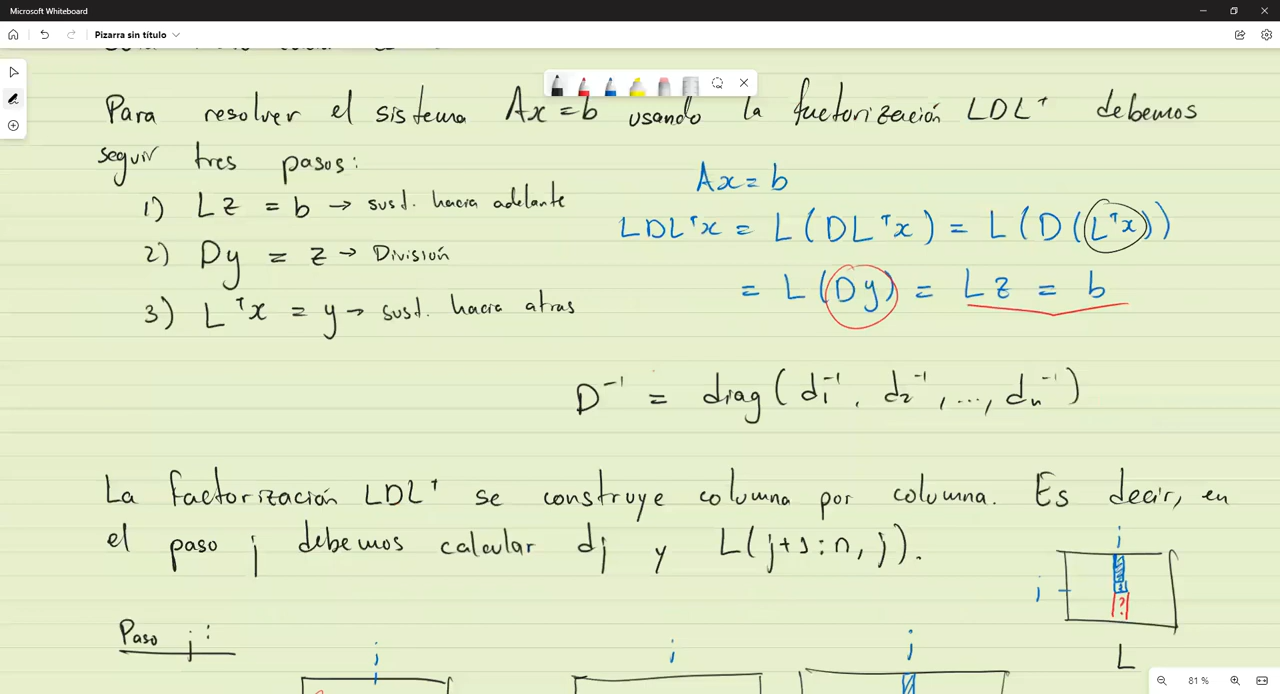 Microsoft Whiteboard
Pizarra sin título
Para resolver el sistema Ax = b usando la factorización LDLᵀ debemos
seguir tres pasos:
1) Lz = b → sust. hacia adelante
2) Dy = z → División
3) Lᵀx = y → sust. hacia atras
Ax = b
LDLᵀx = L(DLᵀx) = L(D(Lᵀx))
= L(Dy) = Lz = b
D⁻¹ = diag(d₁⁻¹, d₂⁻¹, ..., dₙ⁻¹)
La factorización LDLᵀ se construye columna por columna. Es decir, en
el paso j debemos calcular dj y L(j+1:n, j).
j
j
1
?
L
Paso j:
j
j
j
81 %